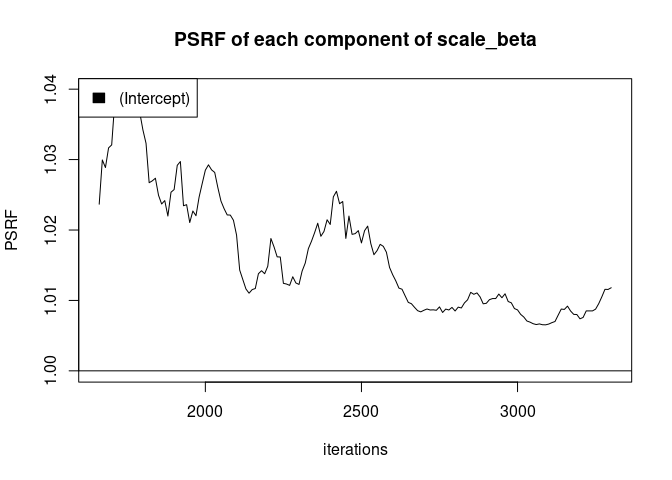 PSRF of each component of scale_beta
(Intercept)
PSRF
1.04
1.03
1.02
1.01
1.00
2000 2500 3000
iterations